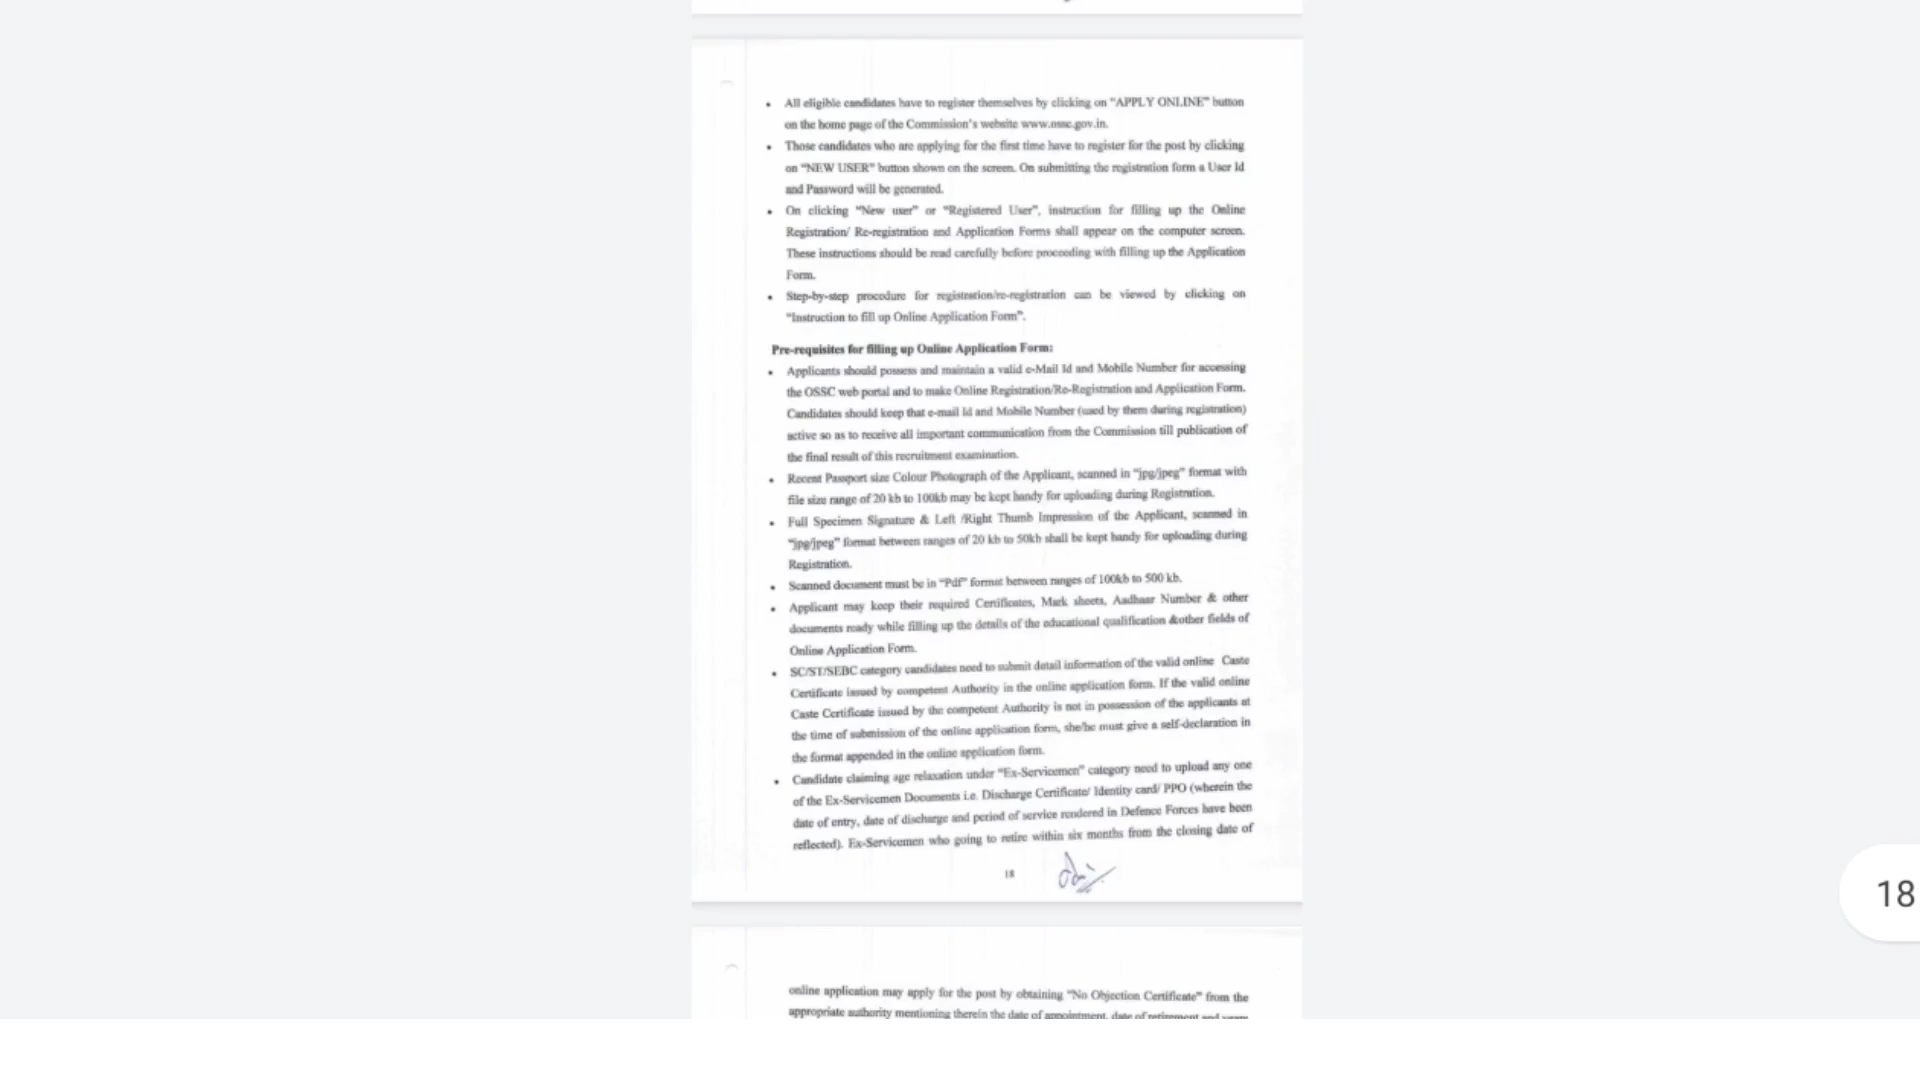 • All eligible candidates have to register themselves by clicking on "APPLY ONLINE" button
on the home page of the Commission's website www.ossc.gov.in.
• Those candidates who are applying for the first time have to register for the post by clicking
on "NEW USER" button shown on the screen. On submitting the registration form a User Id
and Password will be generated.
• On clicking "New user" or "Registered User", instruction for filling up the Online
Registration/ Re-registration and Application Forms shall appear on the computer screen.
These instructions should be read carefully before proceeding with filling up the Application
Form.
• Step-by-step procedure for registration/re-registration can be viewed by clicking on
"Instruction to fill up Online Application Form".
Pre-requisites for filling up Online Application Form:
• Applicants should possess and maintain a valid e-Mail Id and Mobile Number for accessing
the OSSC web portal and to make Online Registration/Re-Registration and Application Form.
Candidates should keep that e-mail Id and Mobile Number (used by them during registration)
active so as to receive all important communication from the Commission till publication of
the final result of this recruitment examination.
• Recent Passport size Colour Photograph of the Applicant, scanned in "jpg/jpeg" format with
file size range of 20 kb to 100kb may be kept handy for uploading during Registration.
• Full Specimen Signature & Left /Right Thumb Impression of the Applicant, scanned in
"jpg/jpeg" format between ranges of 20 kb to 50kb shall be kept handy for uploading during
Registration.
• Scanned document must be in "Pdf" format between ranges of 100kb to 500 kb.
• Applicant may keep their required Certificates, Mark sheets, Aadhaar Number & other
documents ready while filling up the details of the educational qualification &other fields of
Online Application Form.
• SC/ST/SEBC category candidates need to submit detail information of the valid online Caste
Certificate issued by competent Authority in the online application form. If the valid online
Caste Certificate issued by the competent Authority is not in possession of the applicants at
the time of submission of the online application form, she/he must give a self-declaration in
the format appended in the online application form.
• Candidate claiming age relaxation under "Ex-Servicemen" category need to upload any one
of the Ex-Servicemen Documents i.e. Discharge Certificate/ Identity card/ PPO (wherein the
date of entry, date of discharge and period of service rendered in Defence Forces have been
reflected). Ex-Servicemen who going to retire within six months from the closing date of
18
18
online application may apply for the post by obtaining "No Objection Certificate" from the
appropriate authority mentioning therein the date of appointment, date of retirement and years